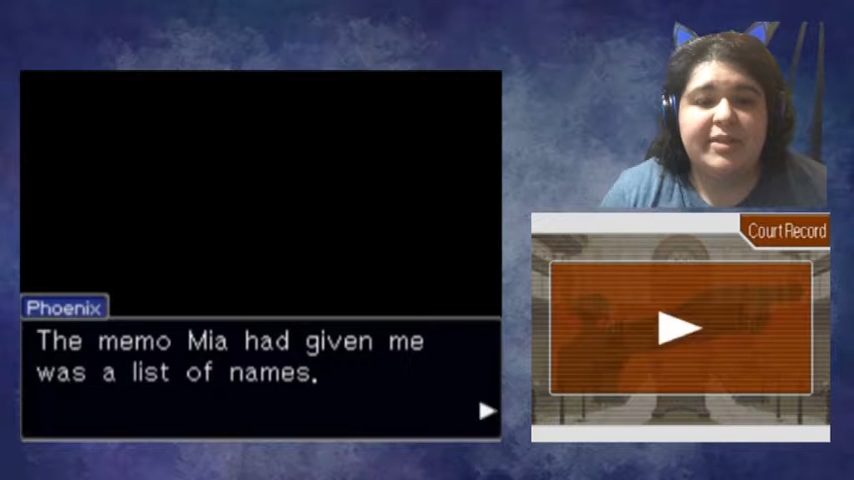 Court Record
Phoenix
The memo Mia had given me
was a list of names.